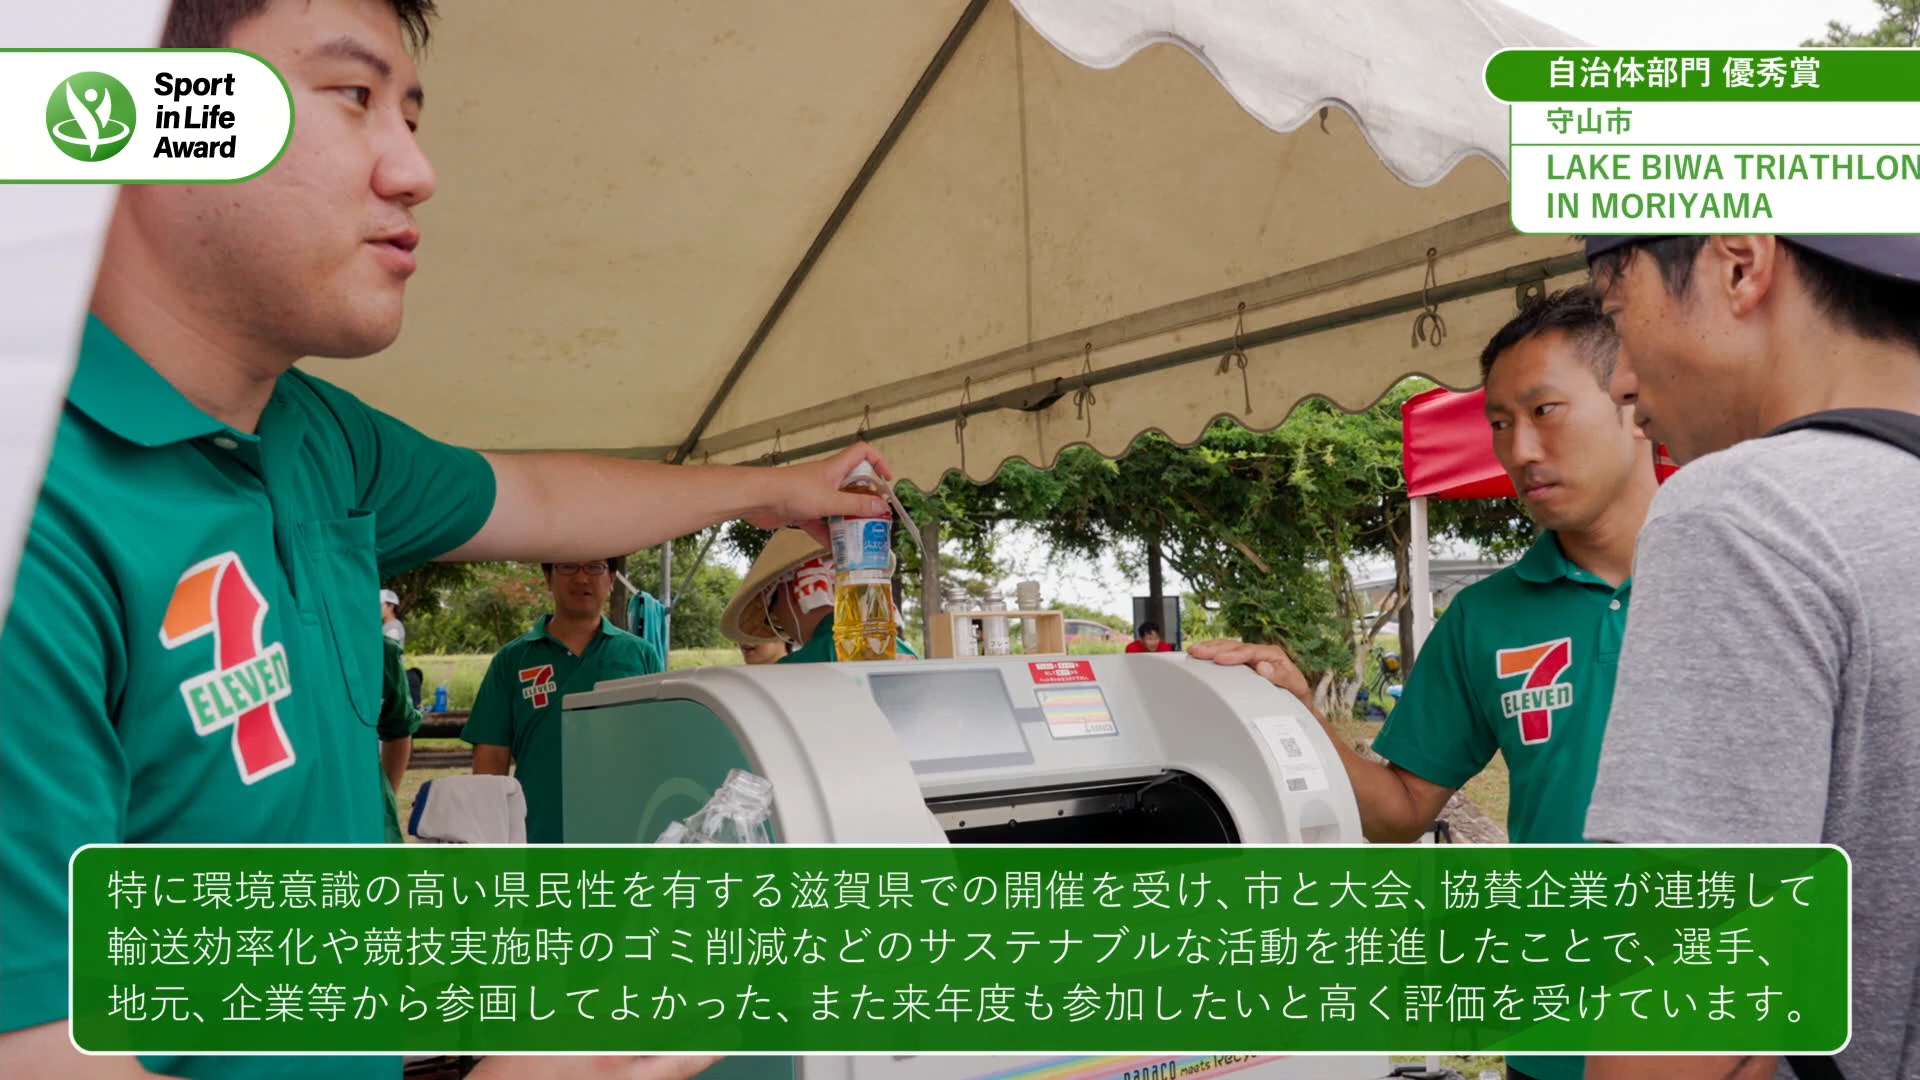 Sport
in Life
Award
自治体部門 優秀賞
守山市
LAKE BIWA TRIATHLON
IN MORIYAMA
7
ELEVEN
7
ELEVEN
7
ELEVEN
特に環境意識の高い県民性を有する滋賀県での開催を受け、市と大会、協賛企業が連携して
輸送効率化や競技実施時のゴミ削減などのサステナブルな活動を推進したことで、選手、
地元、企業等から参画してよかった、また来年度も参加したいと高く評価を受けています。
nanaco meets